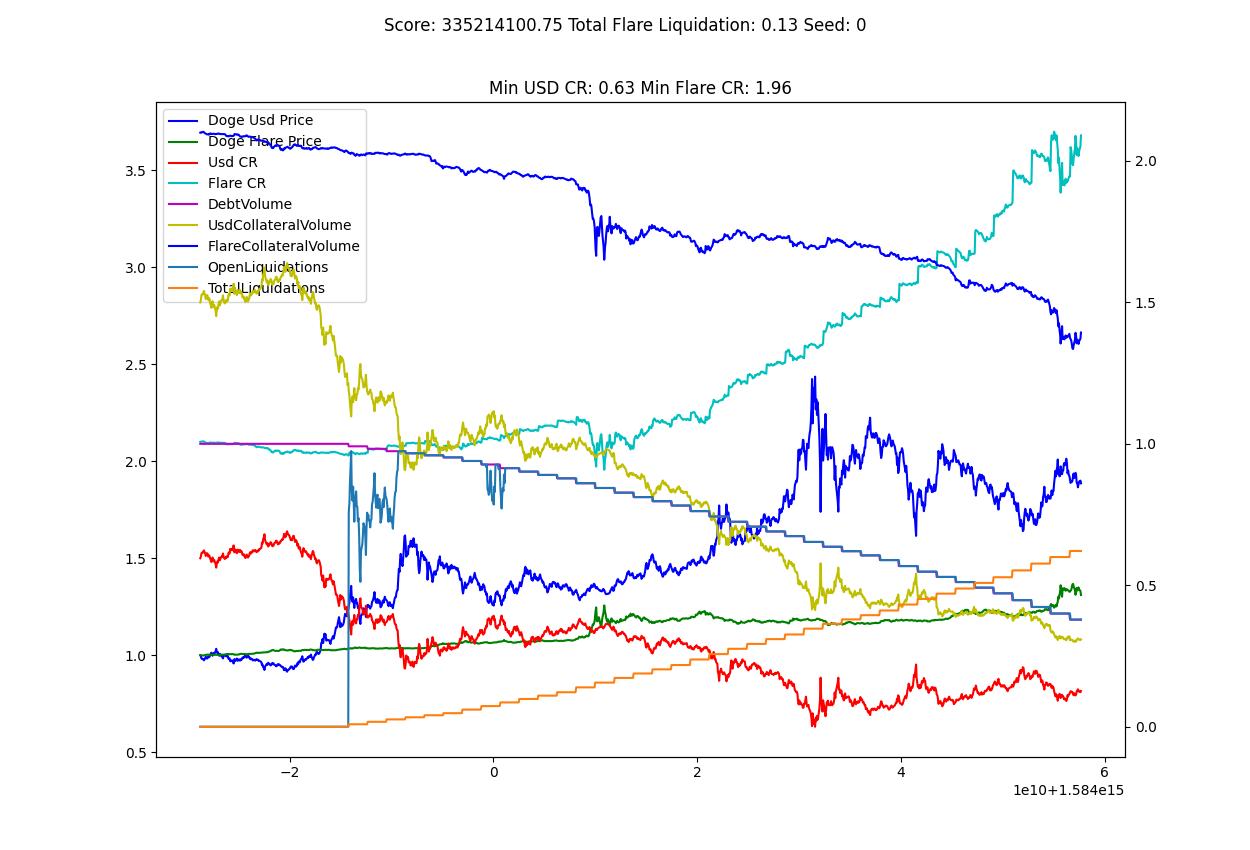 Score: 335214100.75 Total Flare Liquidation: 0.13 Seed: 0
Min USD CR: 0.63 Min Flare CR: 1.96
Doge Usd Price
Doge Flare Price
Usd CR
Flare CR
DebtVolume
UsdCollateralVolume
FlareCollateralVolume
OpenLiquidations
TotalLiquidations
3.5
3.0
2.5
2.0
1.5
1.0
0.5
2.0
1.5
1.0
0.5
0.0
−2
0
2
4
6
1e10+1.584e15